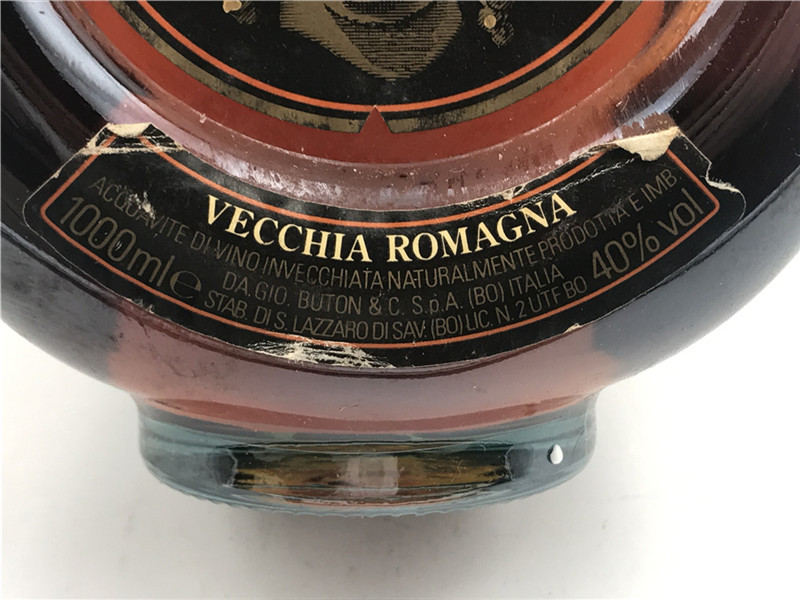 VECCHIA ROMAGNA
ACQUAVITE DI VINO INVECCHIATA NATURALMENTE PRODOTTA E IMB.
1000ml e
DA GIO. BUTON & C. S.p.A. (BO) ITALIA
40% vol
STAB. DI S. LAZZARO DI SAV. (BO) LIC. N. 2 UTF BO